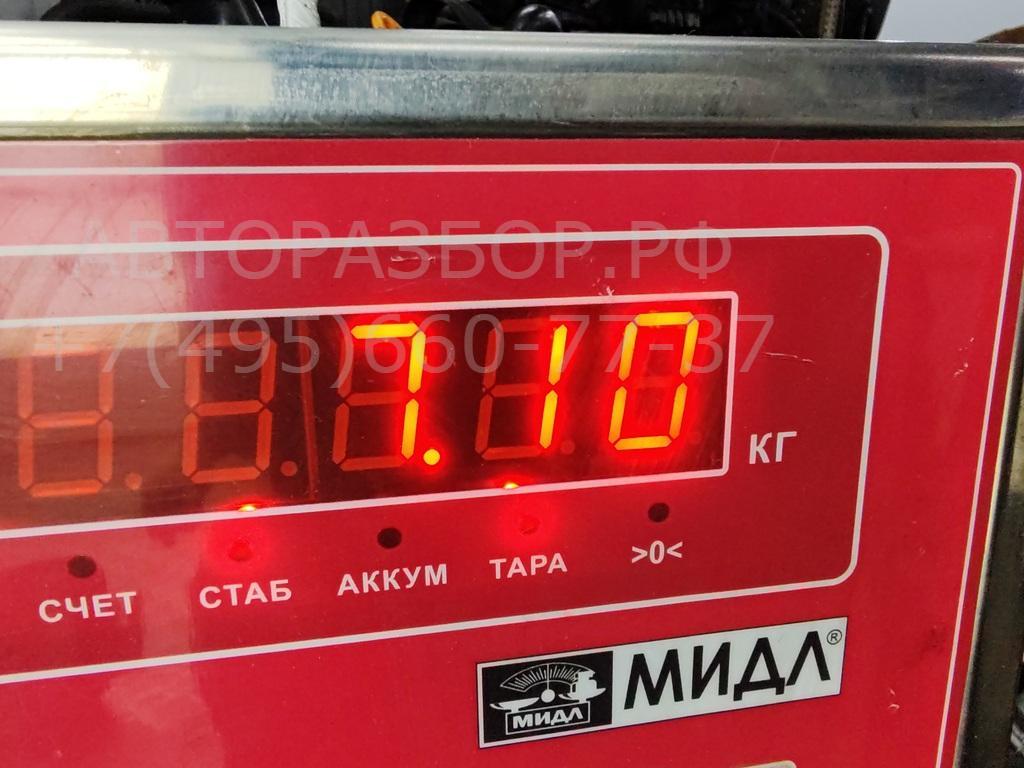 АВТОРАЗБОР.РФ
+7(495)660-77-37
7.10
КГ
СЧЕТ СТАБ АККУМ ТАРА >0<
МИДЛ МИДЛ®